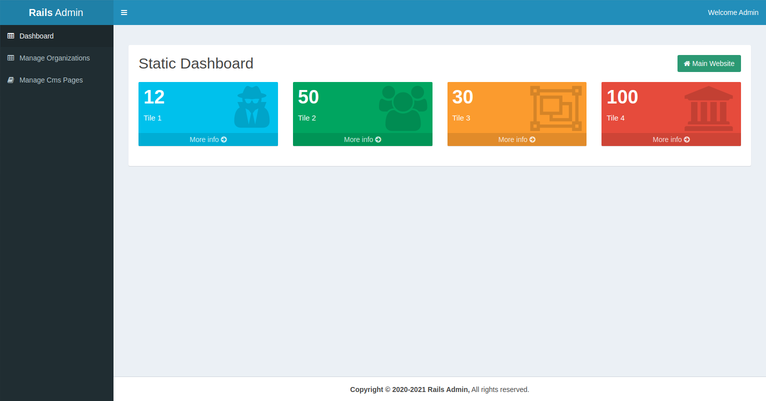 Rails Admin
Welcome Admin
Dashboard
Manage Organizations
Manage Cms Pages
Static Dashboard
Main Website
12
Tile 1
More info
50
Tile 2
More info
30
Tile 3
More info
100
Tile 4
More info
Copyright © 2020-2021 Rails Admin, All rights reserved.